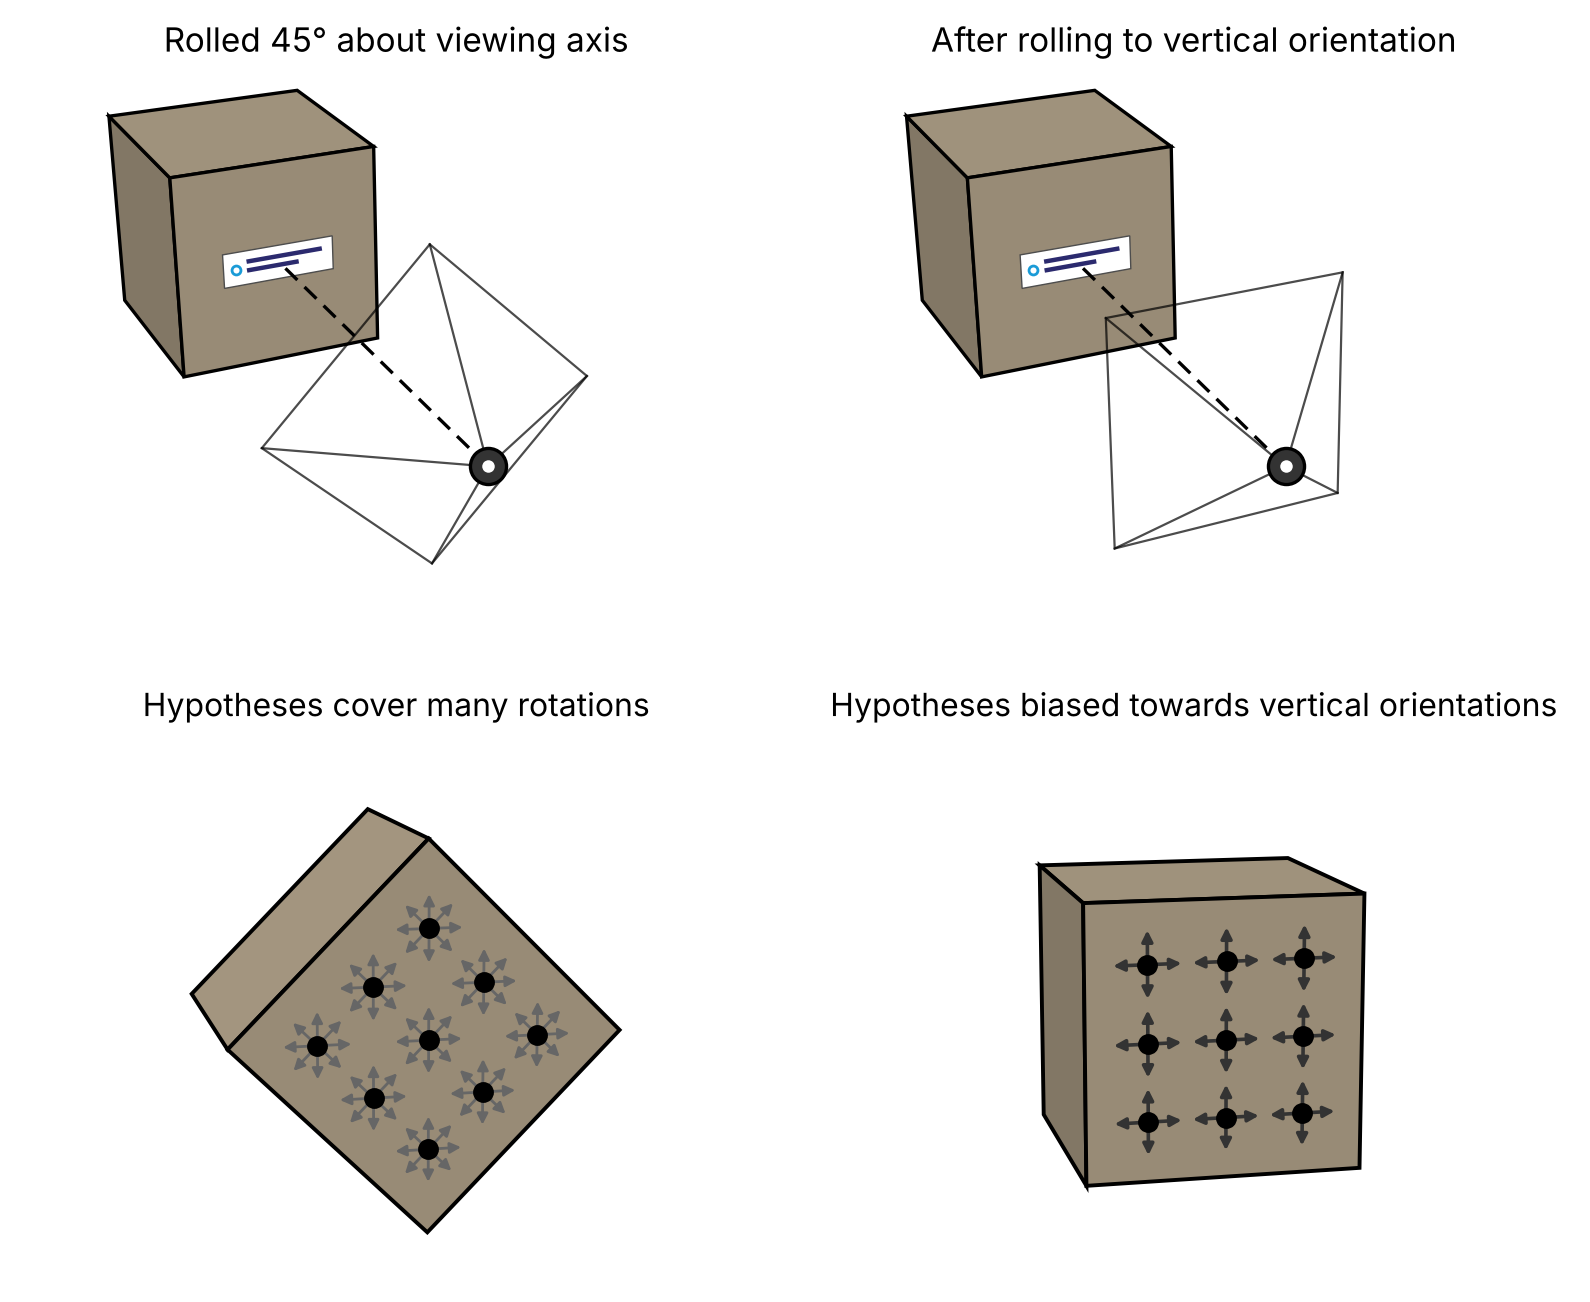 Rolled 45° about viewing axis
After rolling to vertical orientation
Hypotheses cover many rotations
Hypotheses biased towards vertical orientations